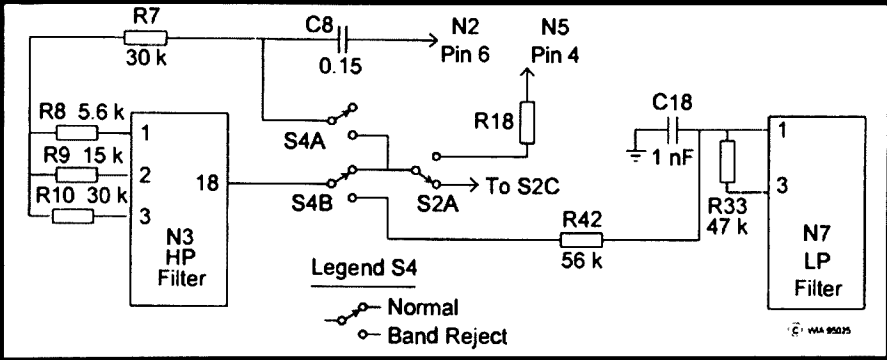 R7
30 k
C8
0.15
N2
Pin 6
N5
Pin 4
R18
C18
1 nF
R8 5.6 k
R9 15 k
R10 30 k
1
2
3
18
N3
HP
Filter
S4A
S4B
S2A
To S2C
R42
56 k
R33
47 k
1
3
N7
LP
Filter
Legend S4
Normal
Band Reject
© WIA 95025